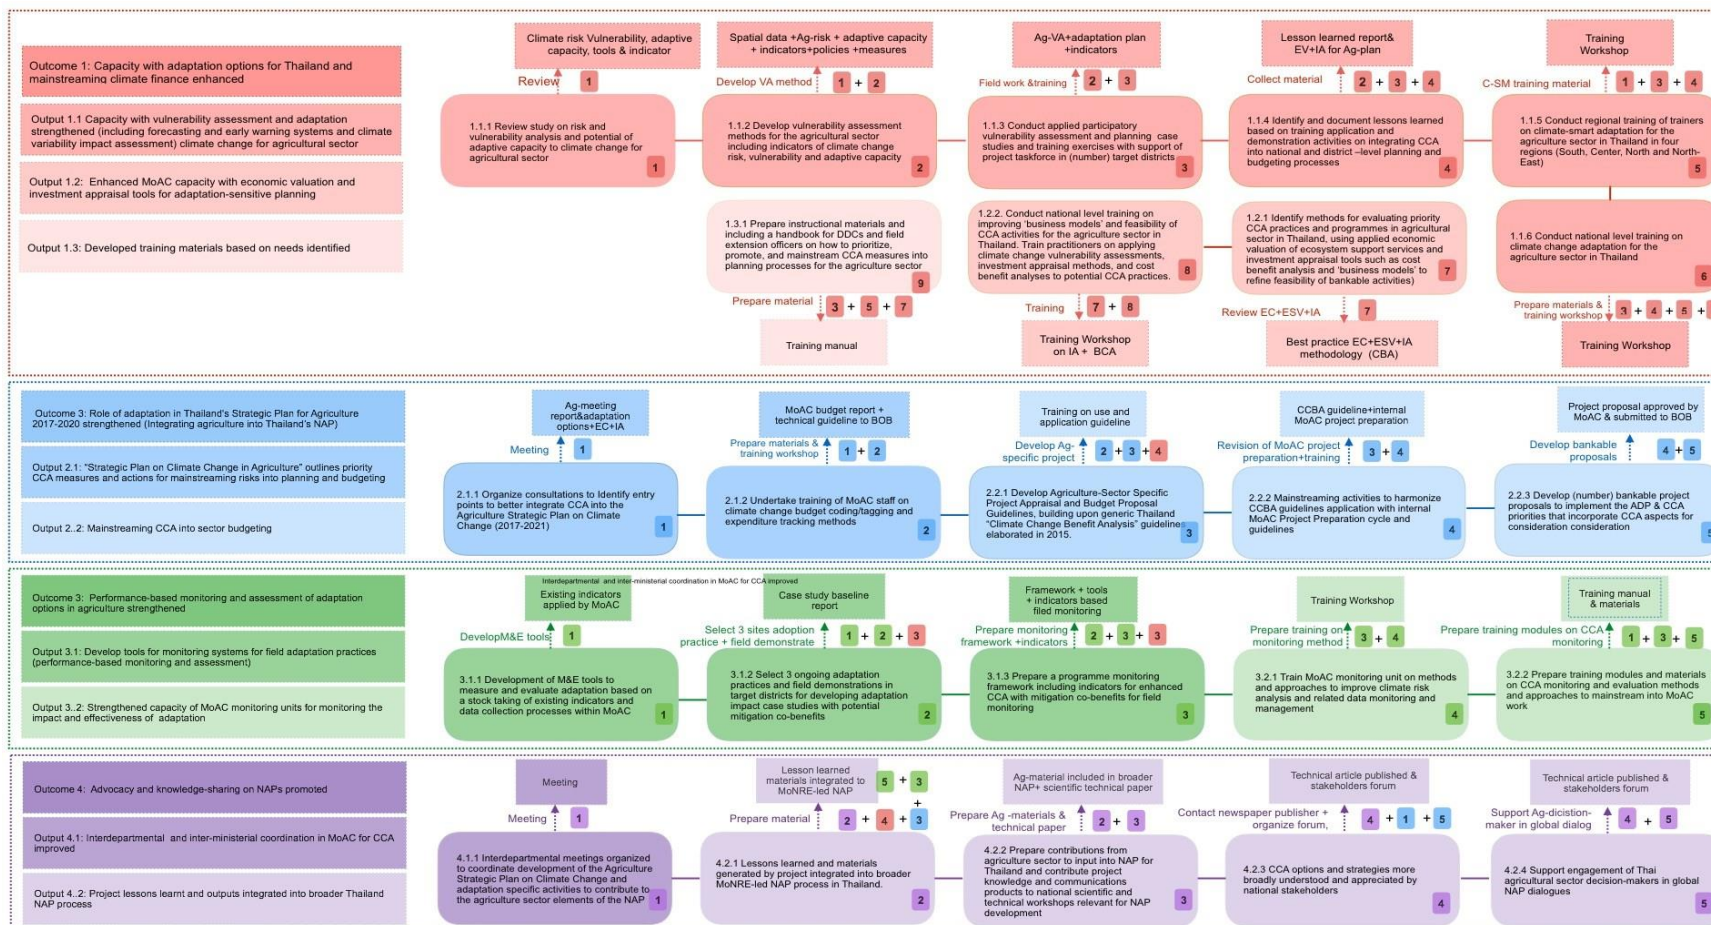 Outcome 1: Capacity with adaptation options for Thailand and
mainstreaming climate finance enhanced
Output 1.1 Capacity with vulnerability assessment and adaptation
strengthened (including forecasting and early warning systems and climate
variability impact assessment) climate change for agricultural sector
Output 1.2: Enhanced MoAC capacity with economic valuation and
investment appraisal tools for adaptation-sensitive planning
Output 1.3: Developed training materials based on needs identified
Climate risk Vulnerability, adaptive
capacity, tools & indicator
Review 1
1.1.1 Review study on risk and
vulnerability analysis and potential of
adaptive capacity to climate change for
agricultural sector
1
Spatial data +Ag-risk + adaptive capacity
+ indicators+policies +measures
Develop VA method 1 + 2
1.1.2 Develop vulnerability assessment
methods for the agricultural sector
including indicators of climate change
risk, vulnerability and adaptive capacity
2
Ag-VA+adaptation plan
+indicators
Field work &training 2 + 3
1.1.3 Conduct applied participatory
vulnerability assessment and planning case
studies and training exercises with support of
project taskforce in (number) target districts
3
Lesson learned report&
EV+IA for Ag-plan
Collect material 2 + 3 + 4
1.1.4 Identify and document lessons learned
based on training application and
demonstration activities on integrating CCA
into national and district –level planning and
budgeting processes
4
Training
Workshop
C-SM training material 1 + 3 + 4
1.1.5 Conduct regional training of trainers
on climate-smart adaptation for the
agriculture sector in Thailand in four
regions (South, Center, North and North-
East)
5
1.3.1 Prepare instructional materials and
including a handbook for DDCs and field
extension officers on how to prioritize,
promote, and mainstream CCA measures into
planning processes for the agriculture sector
9
Prepare material 3 + 5 + 7
Training manual
1.2.2. Conduct national level training on
improving ‘business models’ and feasibility of
CCA activities for the agriculture sector in
Thailand. Train practitioners on applying
climate change vulnerability assessments,
investment appraisal methods, and cost
benefit analyses to potential CCA practices.
8
Training 7 + 8
Training Workshop
on IA + BCA
1.2.1 Identify methods for evaluating priority
CCA practices and programmes in agricultural
sector in Thailand, using applied economic
valuation of ecosystem support services and
investment appraisal tools such as cost
benefit analysis and ‘business models’ to
refine feasibility of bankable activities)
7
Review EC+ESV+IA 7
Best practice EC+ESV+IA
methodology (CBA)
1.1.6 Conduct national level training on
climate change adaptation for the
agriculture sector in Thailand
6
Prepare materials &
training workshop 3 + 4 + 5 +
Training Workshop
Outcome 3: Role of adaptation in Thailand's Strategic Plan for Agriculture
2017-2020 strengthened (Integrating agriculture into Thailand's NAP)
Output 2.1: "Strategic Plan on Climate Change in Agriculture" outlines priority
CCA measures and actions for mainstreaming risks into planning and budgeting
Output 2..2: Mainstreaming CCA into sector budgeting
Ag-meeting
report&adaptation
options+EC+IA
Meeting 1
2.1.1 Organize consultations to Identify entry
points to better integrate CCA into the
Agriculture Strategic Plan on Climate
Change (2017-2021)
1
MoAC budget report +
technical guideline to BOB
Prepare materials &
training workshop 1 + 2
2.1.2 Undertake training of MoAC staff on
climate change budget coding/tagging and
expenditure tracking methods
2
Training on use and
application guideline
Develop Ag-
specific project 2 + 3 + 4
2.2.1 Develop Agriculture-Sector Specific
Project Appraisal and Budget Proposal
Guidelines, building upon generic Thailand
“Climate Change Benefit Analysis” guidelines
elaborated in 2015.
3
CCBA guideline+internal
MoAC project preparation
Revision of MoAC project
preparation+training 3 + 4
2.2.2 Mainstreaming activities to harmonize
CCBA guidelines application with internal
MoAC Project Preparation cycle and
guidelines
4
Project proposal approved by
MoAC & submitted to BOB
Develop bankable
proposals 4 + 5
2.2.3 Develop (number) bankable project
proposals to implement the ADP & CCA
priorities that incorporate CCA aspects for
consideration consideration
5
Outcome 3: Performance-based monitoring and assessment of adaptation
options in agriculture strengthened
Output 3.1: Develop tools for monitoring systems for field adaptation practices
(performance-based monitoring and assessment)
Output 3..2: Strengthened capacity of MoAC monitoring units for monitoring the
impact and effectiveness of adaptation
Interdepartmental and inter-ministerial coordination in MoAC for CCA improved
Existing indicators
applied by MoAC
DevelopM&E tools 1
3.1.1 Development of M&E tools to
measure and evaluate adaptation based on
a stock taking of existing indicators and
data collection processes within MoAC
1
Case study baseline
report
Select 3 sites adoption
practice + field demonstrate 1 + 2 + 3
3.1.2 Select 3 ongoing adaptation
practices and field demonstrations in
target districts for developing adaptation
impact case studies with potential
mitigation co-benefits
2
Framework + tools
+ indicators based
filed monitoring
Prepare monitoring
framework +indicators 2 + 3 + 3
3.1.3 Prepare a programme monitoring
framework including indicators for enhanced
CCA with mitigation co-benefits for field
monitoring
3
Training Workshop
Prepare training on
monitoring method 3 + 4
3.2.1 Train MoAC monitoring unit on methods
and approaches to improve climate risk
analysis and related data monitoring and
management
4
Training manual
& materials
Prepare training modules on CCA
monitoring 1 + 3 + 5
3.2.2 Prepare training modules and materials
on CCA monitoring and evaluation methods
and approaches to mainstream into MoAC
work
5
Outcome 4: Advocacy and knowledge-sharing on NAPs promoted
Output 4.1: Interdepartmental and inter-ministerial coordination in MoAC for CCA
improved
Output 4..2: Project lessons learnt and outputs integrated into broader Thailand
NAP process
Meeting
Meeting 1
4.1.1 Interdepartmental meetings organized
to coordinate development of the Agriculture
Strategic Plan on Climate Change and
adaptation specific activities to contribute to
the agriculture sector elements of the NAP
1
Lesson learned
materials integrated to
MoNRE-led NAP
5 + 3
+
Prepare material 2 + 4 + 3
4.2.1 Lessons learned and materials
generated by project integrated into broader
MoNRE-led NAP process in Thailand.
2
Ag-material included in broader
NAP+ scientific technical paper
Prepare Ag -materials &
technical paper 2 + 3
4.2.2 Prepare contributions from
agriculture sector to input into NAP for
Thailand and contribute project
knowledge and communications
products to national scientific and
technical workshops relevant for NAP
development
3
Technical article published &
stakeholders forum
Contact newspaper publisher +
organize forum, 4 + 1 + 5
4.2.3 CCA options and strategies more
broadly understood and appreciated by
national stakeholders
4
Technical article published &
stakeholders forum
Support Ag-dicistion-
maker in global dialog 4 + 5
4.2.4 Support engagement of Thai
agricultural sector decision-makers in global
NAP dialogues
5